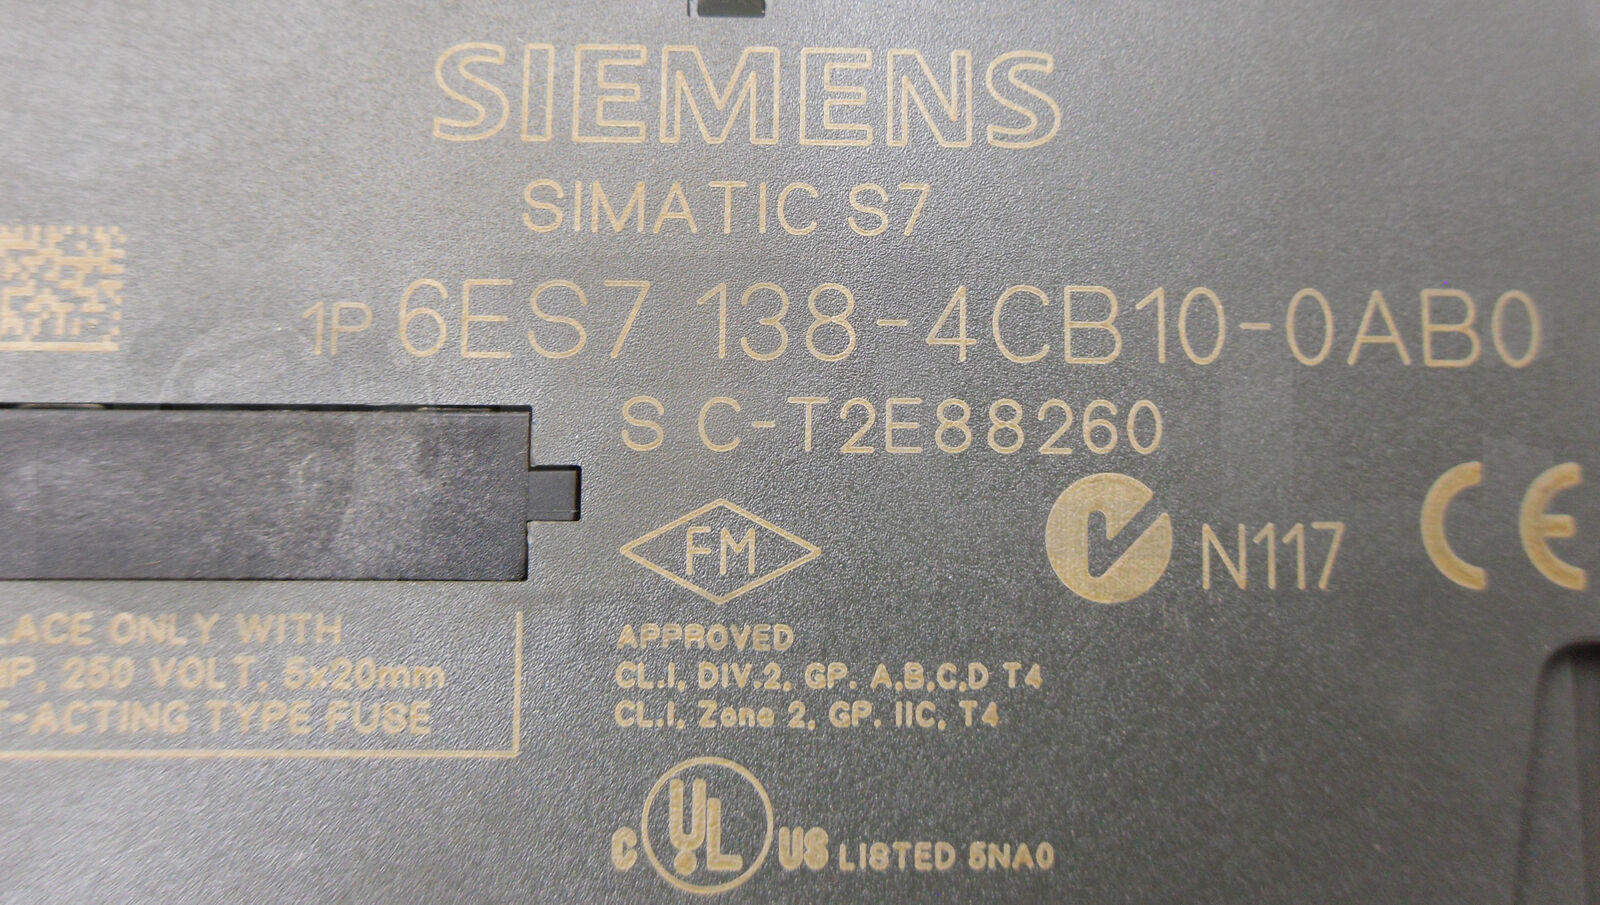 SIEMENS
SIMATIC S7
1P 6ES7 138-4CB10-0AB0
S C-T2E88260
FM
N117
CE
LACE ONLY WITH
MP, 250 VOLT, 5x20mm
T-ACTING TYPE FUSE
APPROVED
CL.I, DIV.2, GP. A,B,C,D T4
CL.I, Zone 2, GP. IIC, T4
C UL US LISTED 5NA0